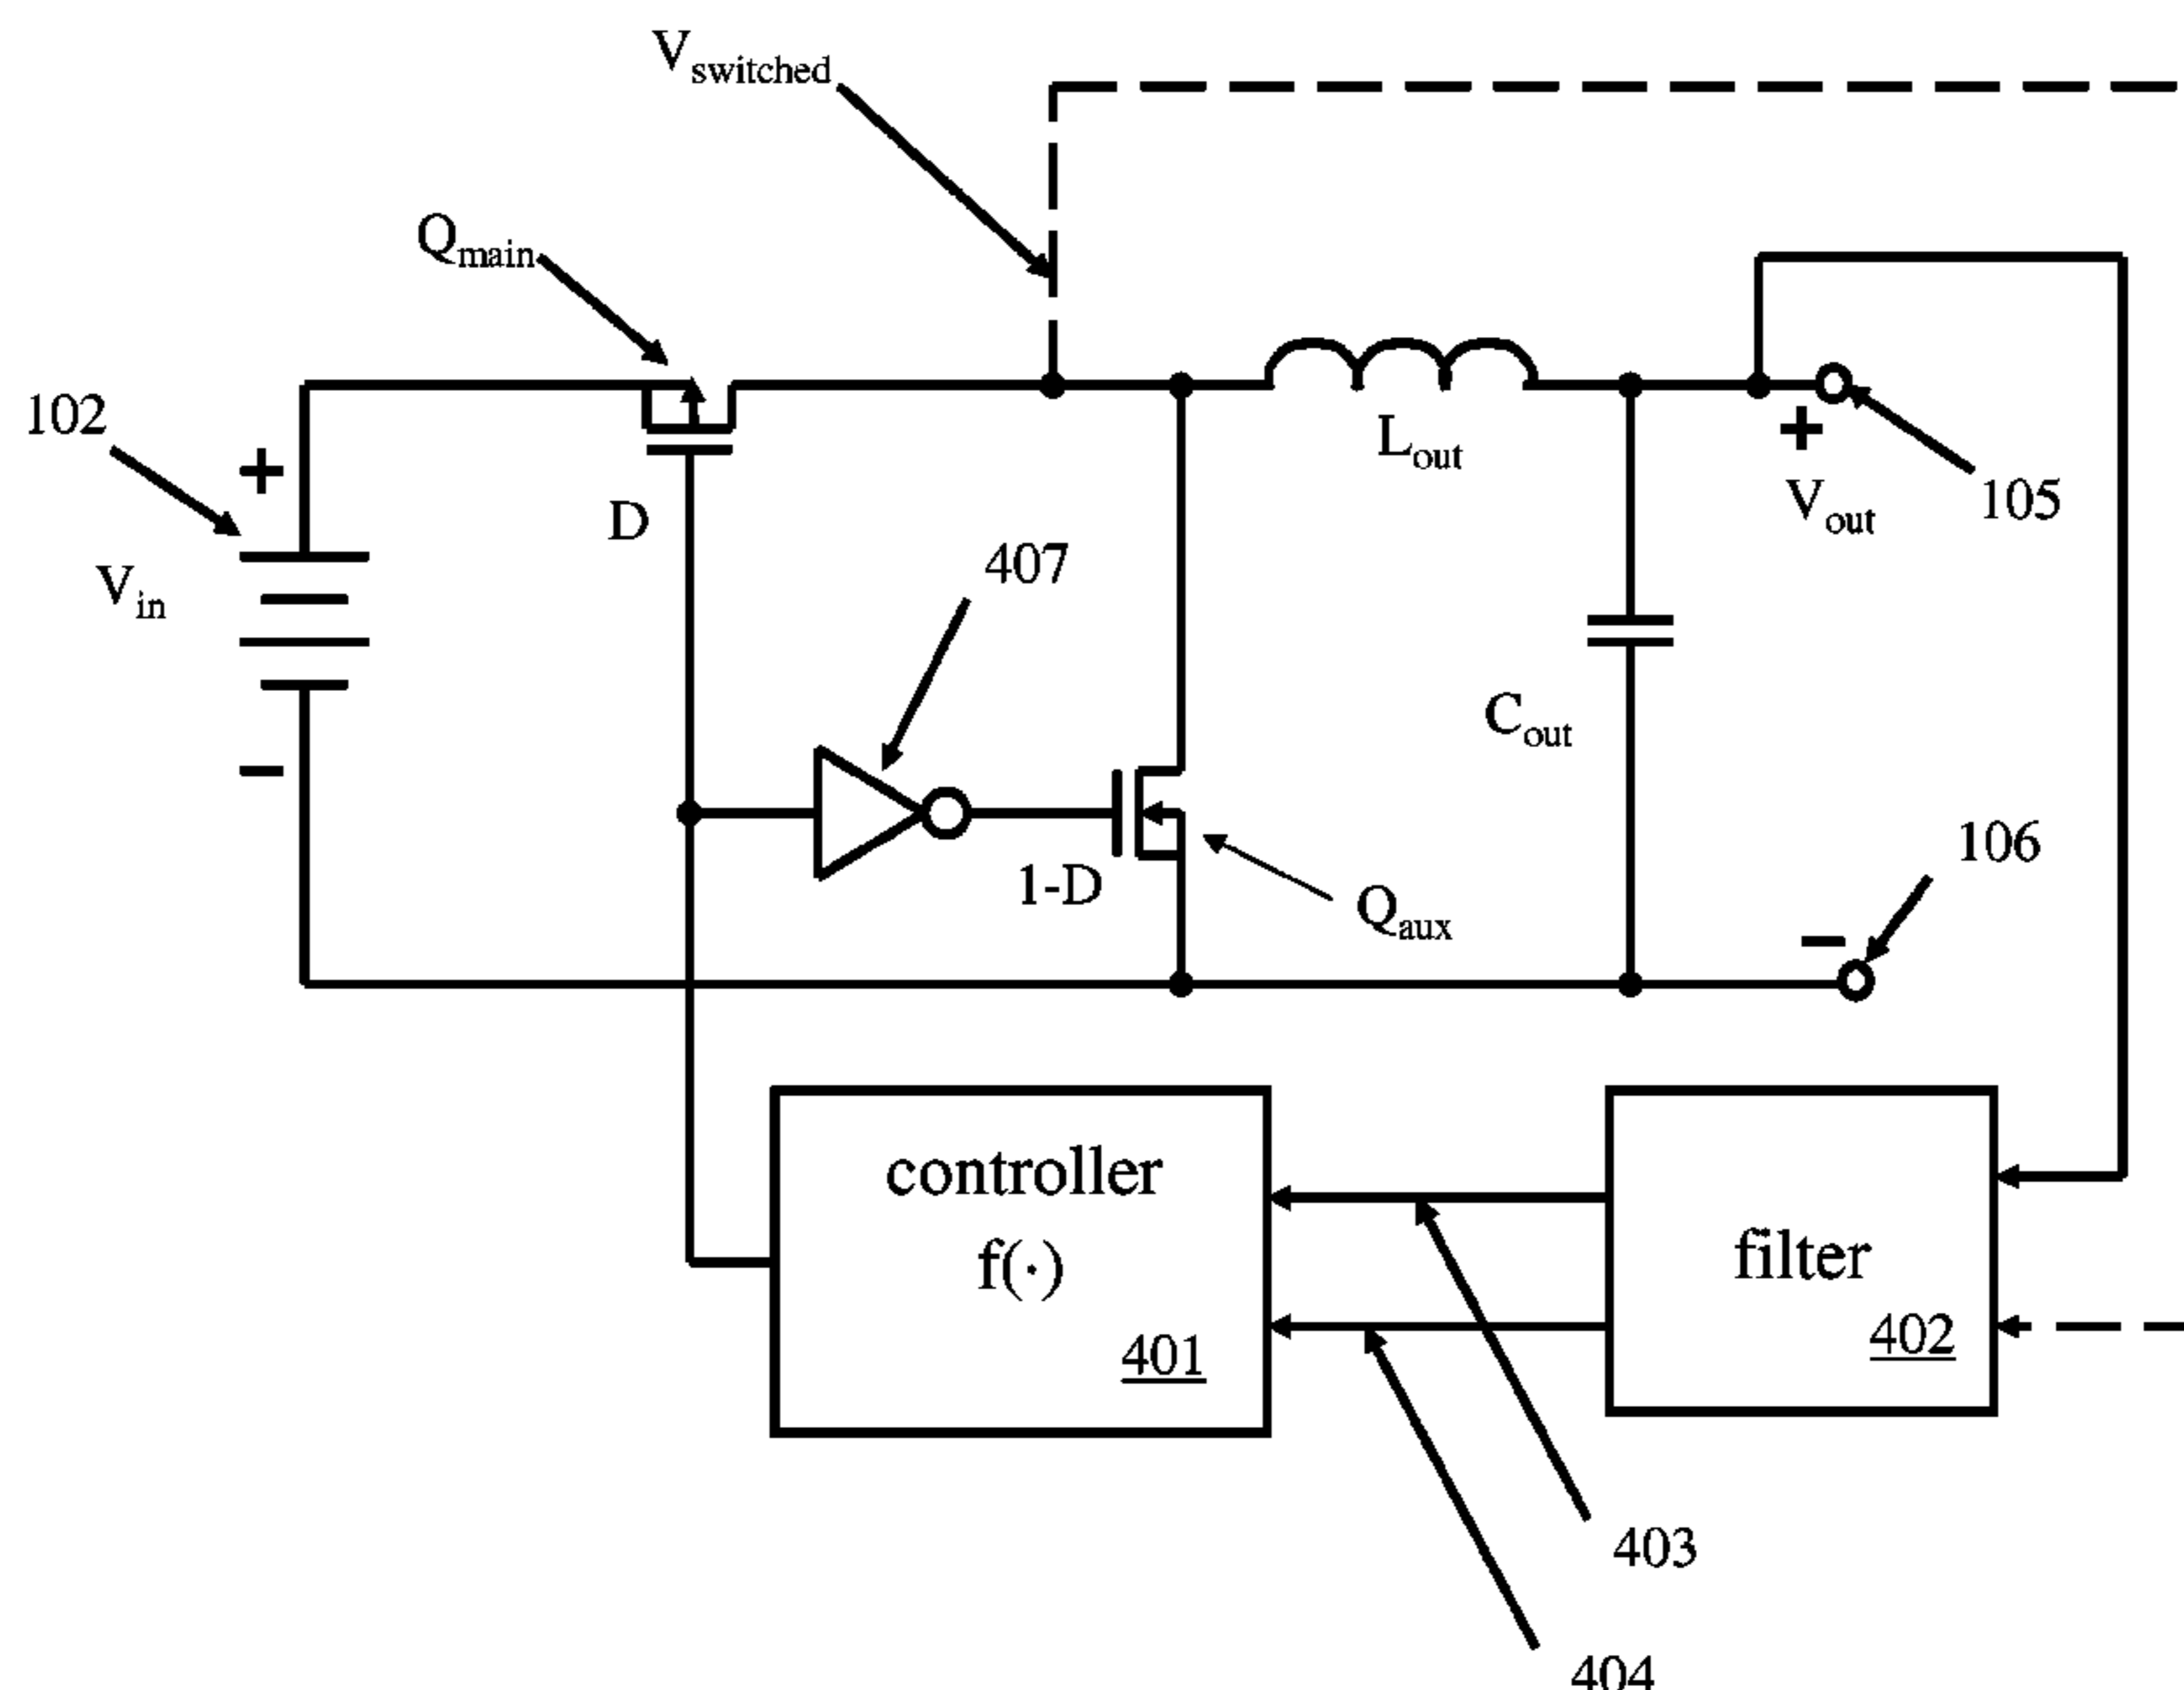 Vswitched
Qmain
102
+
Lout
+
Vout
105
D
407
Vin
Cout
−
106
1-D
Qaux
−
controller
f(·)
401
filter
402
403
404